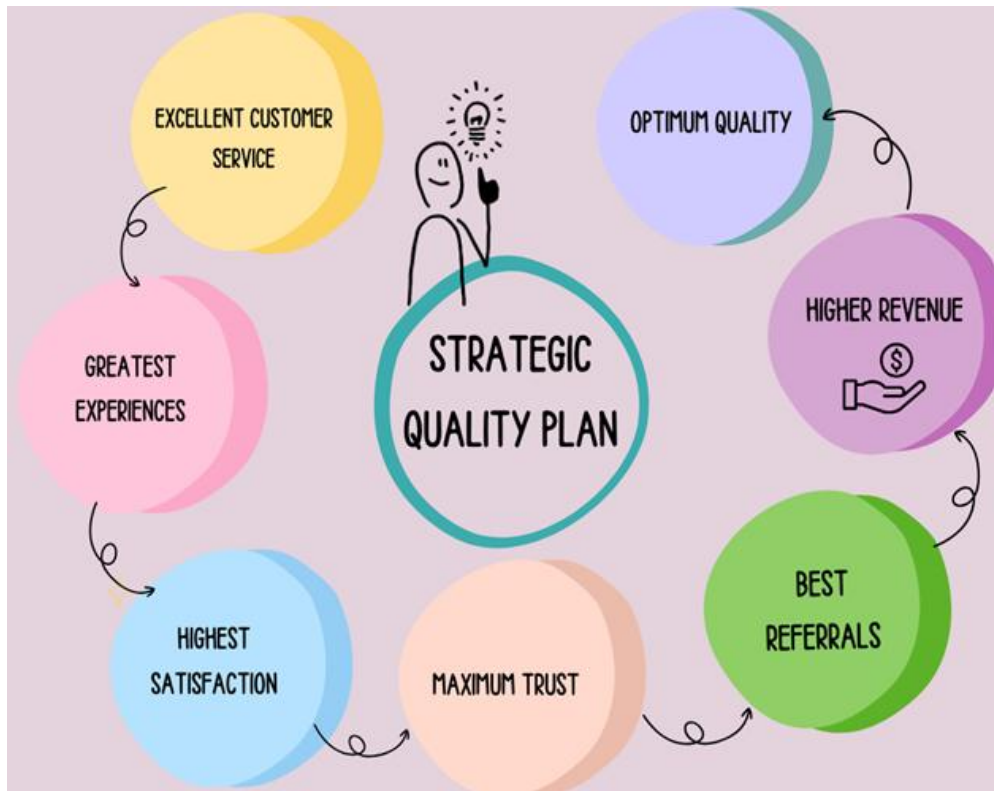 EXCELLENT CUSTOMER
SERVICE
GREATEST
EXPERIENCES
HIGHEST
SATISFACTION
MAXIMUM TRUST
BEST
REFERRALS
HIGHER REVENUE
$
OPTIMUM QUALITY
STRATEGIC
QUALITY PLAN